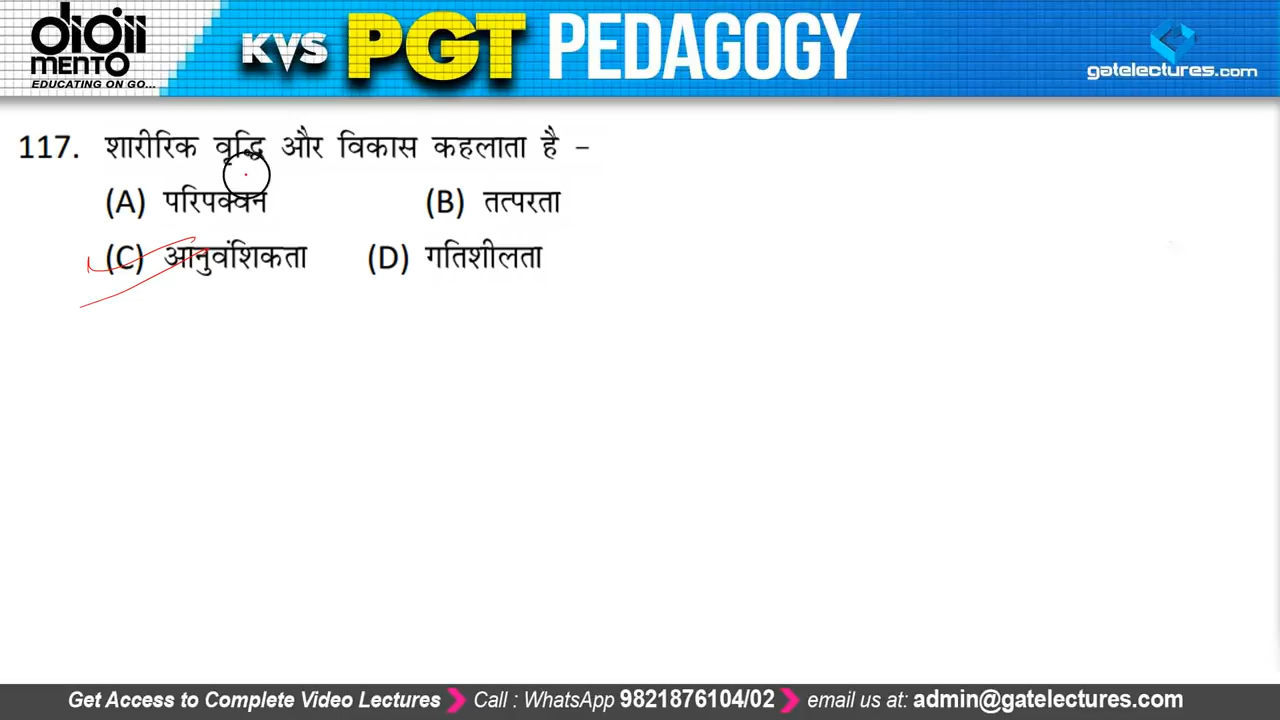 digii
MENTO
EDUCATING ON GO...
KVS PGT PEDAGOGY
gatelectures.com
117. शारीरिक वृद्धि और विकास कहलाता है –
(A) परिपक्वन (B) तत्परता
(C) आनुवंशिकता (D) गतिशीलता
Get Access to Complete Video Lectures Call : WhatsApp 9821876104/02 email us at: admin@gatelectures.com